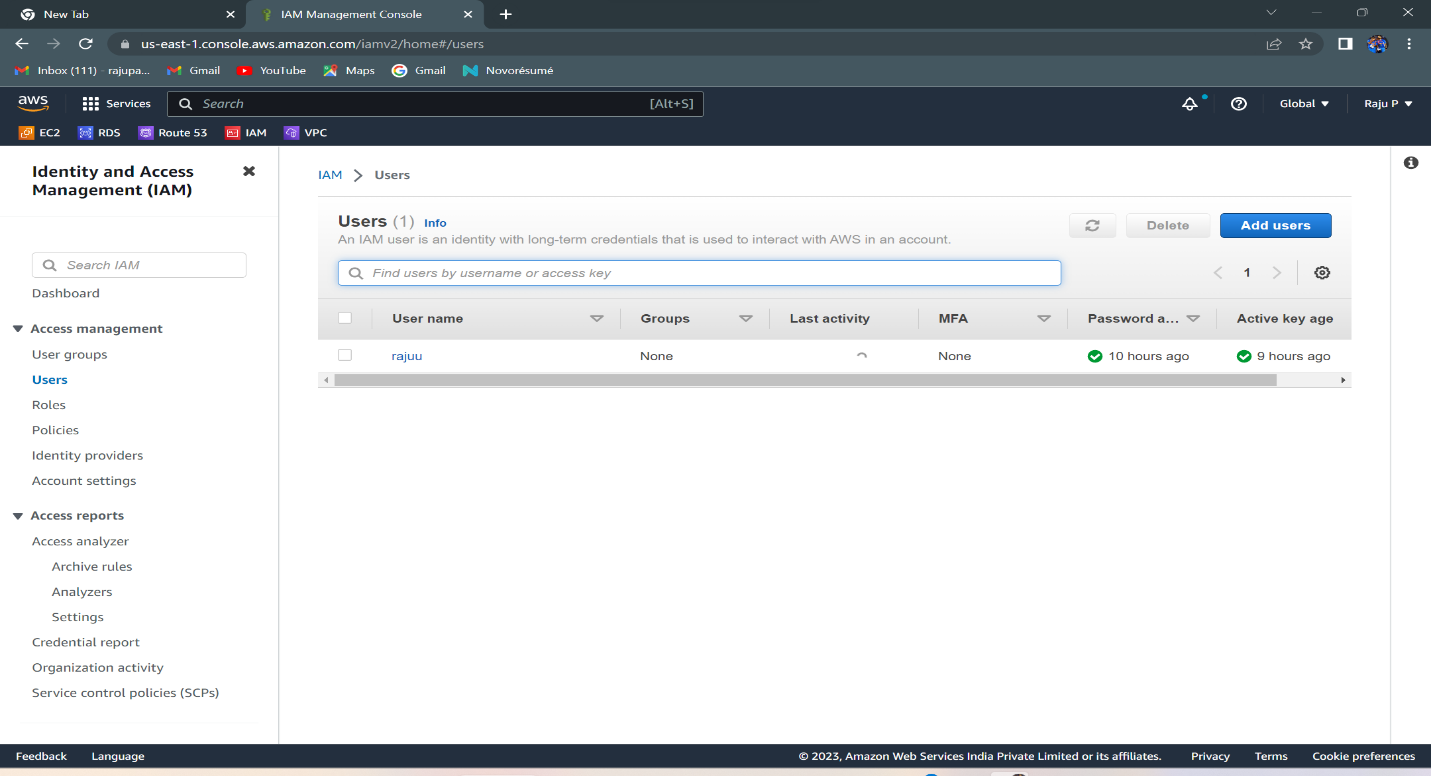 New Tab
IAM Management Console
us-east-1.console.aws.amazon.com/iamv2/home#/users
Inbox (111) - rajupa...
Gmail
YouTube
Maps
Gmail
Novorésumé
aws
Services
Search
[Alt+S]
Global
Raju P
EC2
RDS
Route 53
IAM
VPC
Identity and Access
Management (IAM)
Search IAM
Dashboard
Access management
User groups
Users
Roles
Policies
Identity providers
Account settings
Access reports
Access analyzer
Archive rules
Analyzers
Settings
Credential report
Organization activity
Service control policies (SCPs)
IAM > Users
Users (1) Info
An IAM user is an identity with long-term credentials that is used to interact with AWS in an account.
Delete
Add users
Find users by username or access key
1
User name Groups Last activity MFA Password a... Active key age
rajuu None None 10 hours ago 9 hours ago
Feedback Language © 2023, Amazon Web Services India Private Limited or its affiliates. Privacy Terms Cookie preferences